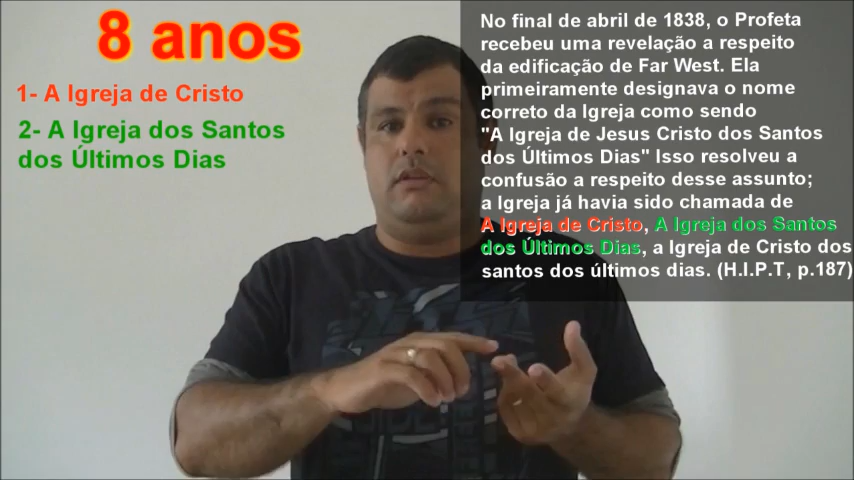 8 anos
1- A Igreja de Cristo
2- A Igreja dos Santos
dos Últimos Dias
No final de abril de 1838, o Profeta
recebeu uma revelação a respeito
da edificação de Far West. Ela
primeiramente designava o nome
correto da Igreja como sendo
"A Igreja de Jesus Cristo dos Santos
dos Últimos Dias" Isso resolveu a
confusão a respeito desse assunto;
a Igreja já havia sido chamada de
A Igreja de Cristo, A Igreja dos Santos
dos Últimos Dias, a Igreja de Cristo dos
santos dos últimos dias. (H.I.P.T, p.187)